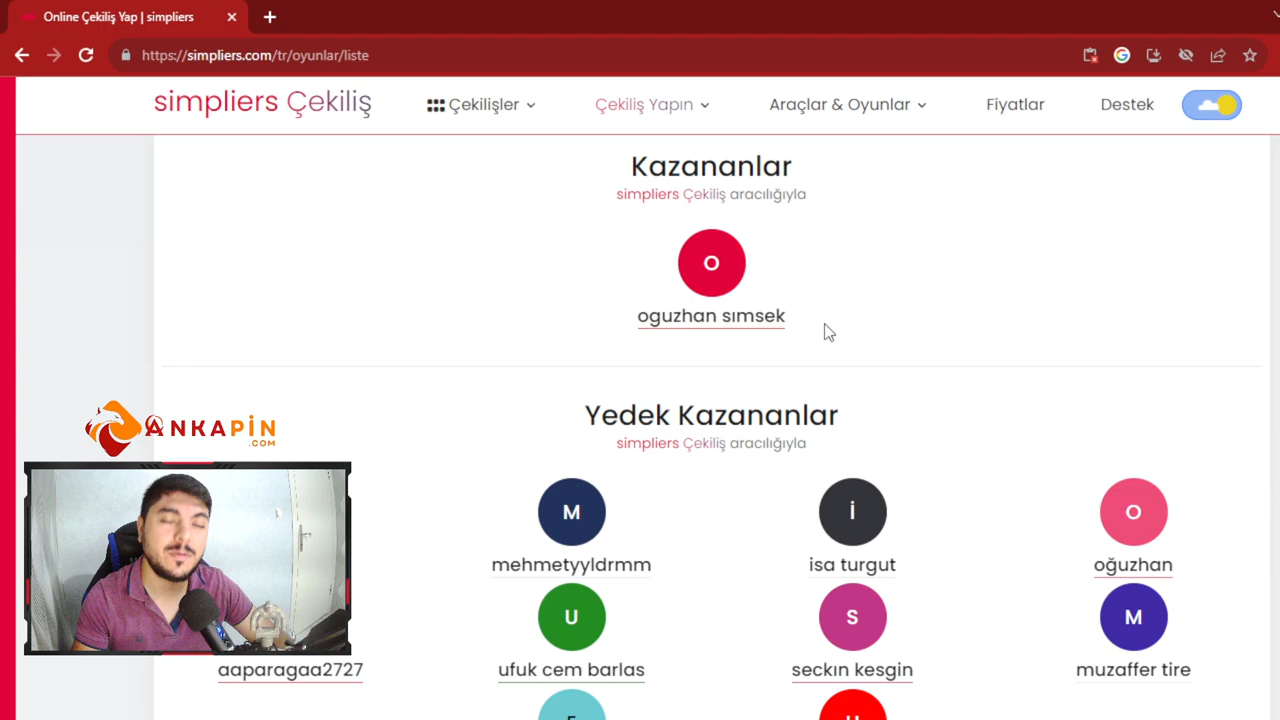 Online Çekiliş Yap | simpliers
https://simpliers.com/tr/oyunlar/liste
simpliers Çekiliş
Çekilişler
Çekiliş Yapın
Araçlar & Oyunlar
Fiyatlar
Destek
Kazananlar
simpliers Çekiliş aracılığıyla
O
oguzhan sımsek
Yedek Kazananlar
simpliers Çekiliş aracılığıyla
ANKAPİN
.COM
M
İ
O
mehmetyyldrmm
isa turgut
oğuzhan
U
S
M
aaparagaa2727
ufuk cem barlas
seckın kesgin
muzaffer tire